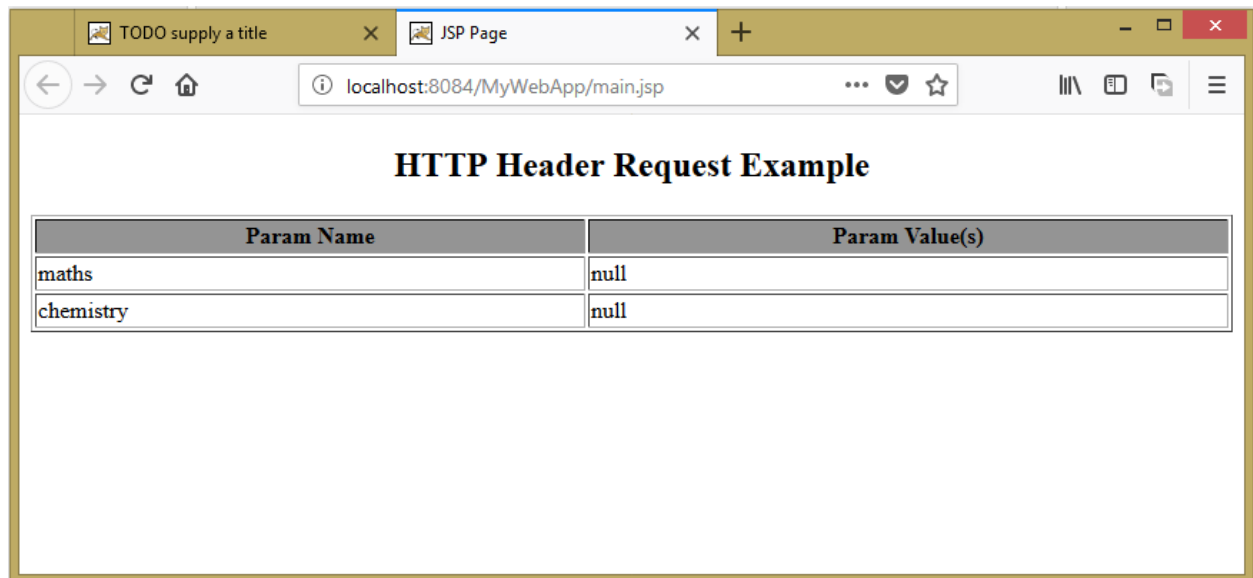 TODO supply a title
JSP Page
localhost:8084/MyWebApp/main.jsp
HTTP Header Request Example
Param Name Param Value(s)
maths null
chemistry null